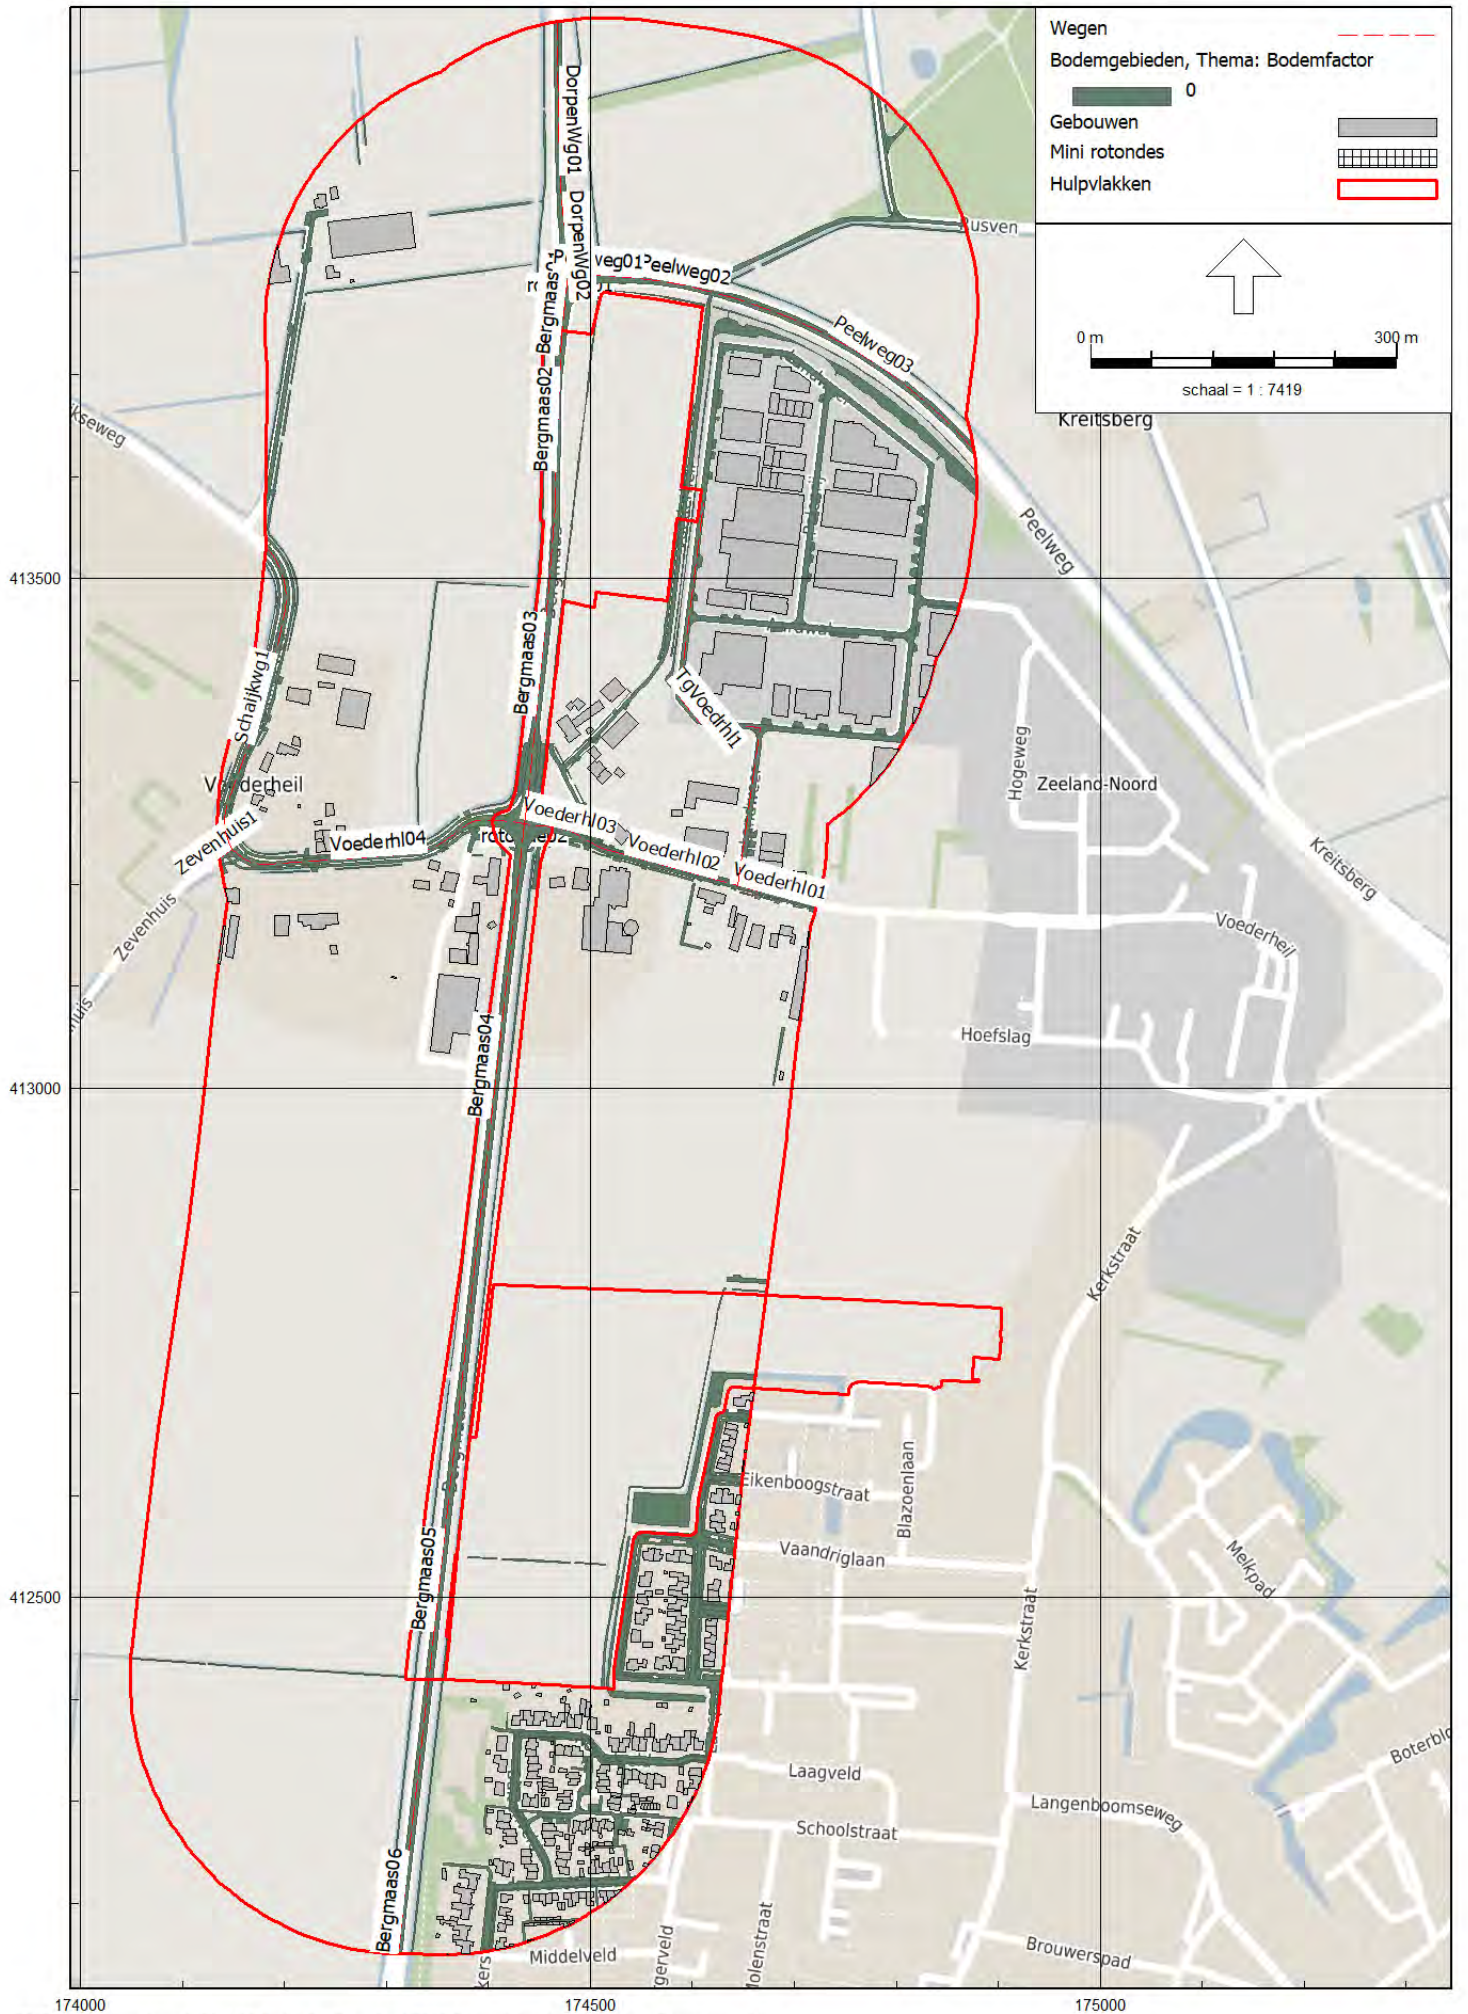 Wegen
Bodemgebieden, Thema: Bodemfactor
0
Gebouwen
Mini rotondes
Hulpvlakken
0 m 300 m
schaal = 1 : 7419
DorpenWg01
DorpenWg02
Rusven
Peelweg02
Peelweg03
Bergmaas02
Kreitsberg
Peelweg
413500
Bergmaas03
Schaijkwg1
TgVoedrhl1
Hogeweg
Zeeland-Noord
Voederhl03
Zevenhuis1
Voederhl04
Voederhl02
Voederhl01
Kreitsberg
Zevenhuis
Voederheil
Hoefslag
Bergmaas04
413000
Kerkstraat
Eikenboogstraat
Blazoenlaan
Vaandriglaan
Melkpad
Bergmaas05
412500
Kerkstraat
Laagveld
Langenboomseweg
Schoolstraat
Bergmaas06
Middelveld
Molenstraat
Brouwerspad
174000 174500 175000